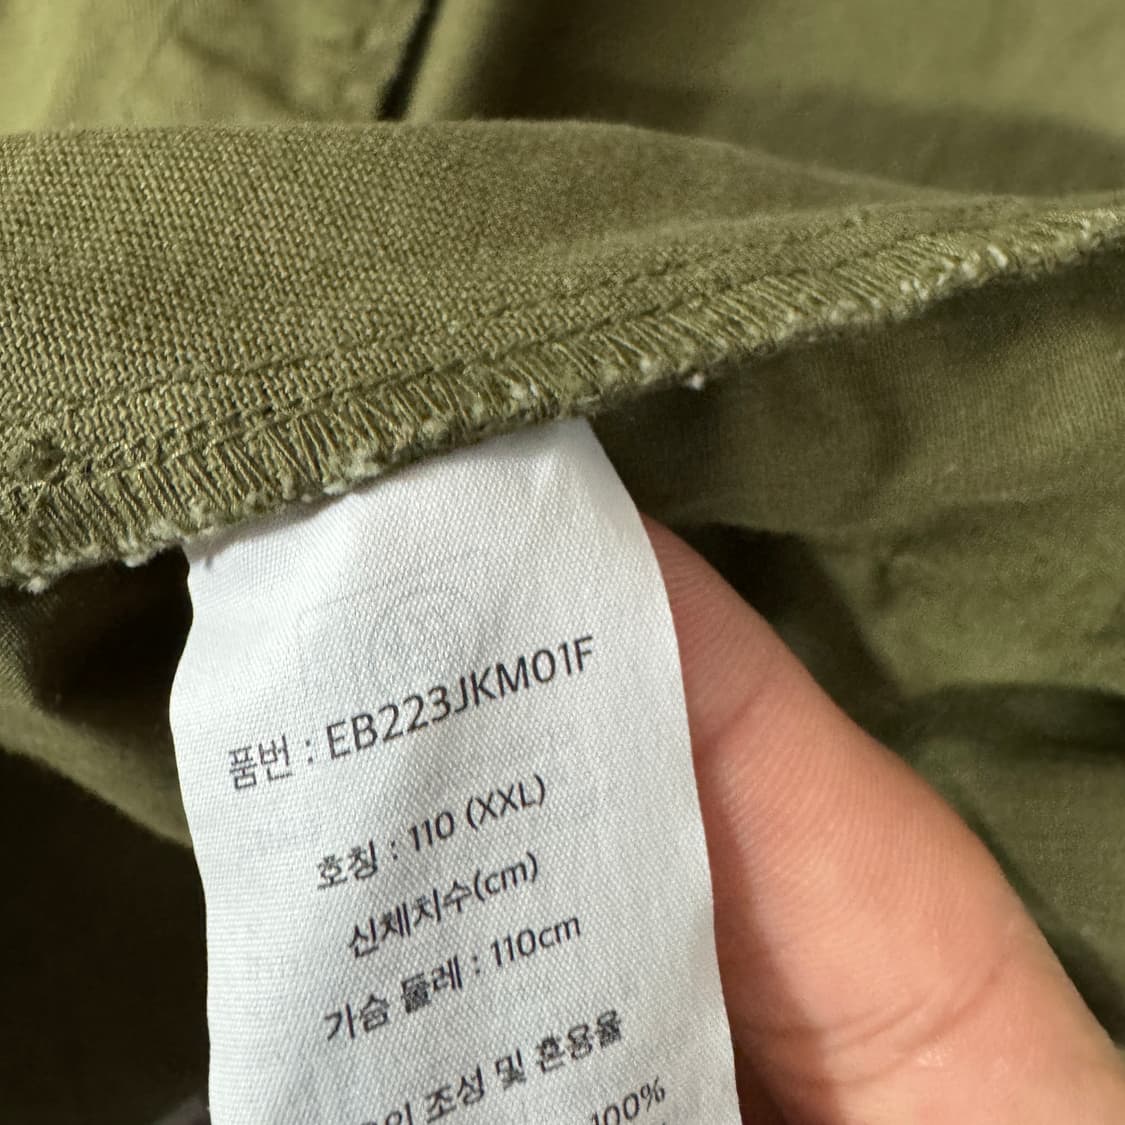 품번 : EB223JKM01F
호칭 : 110 (XXL)
신체치수(cm)
가슴 둘레 : 110cm
조성 및 혼용율
100%